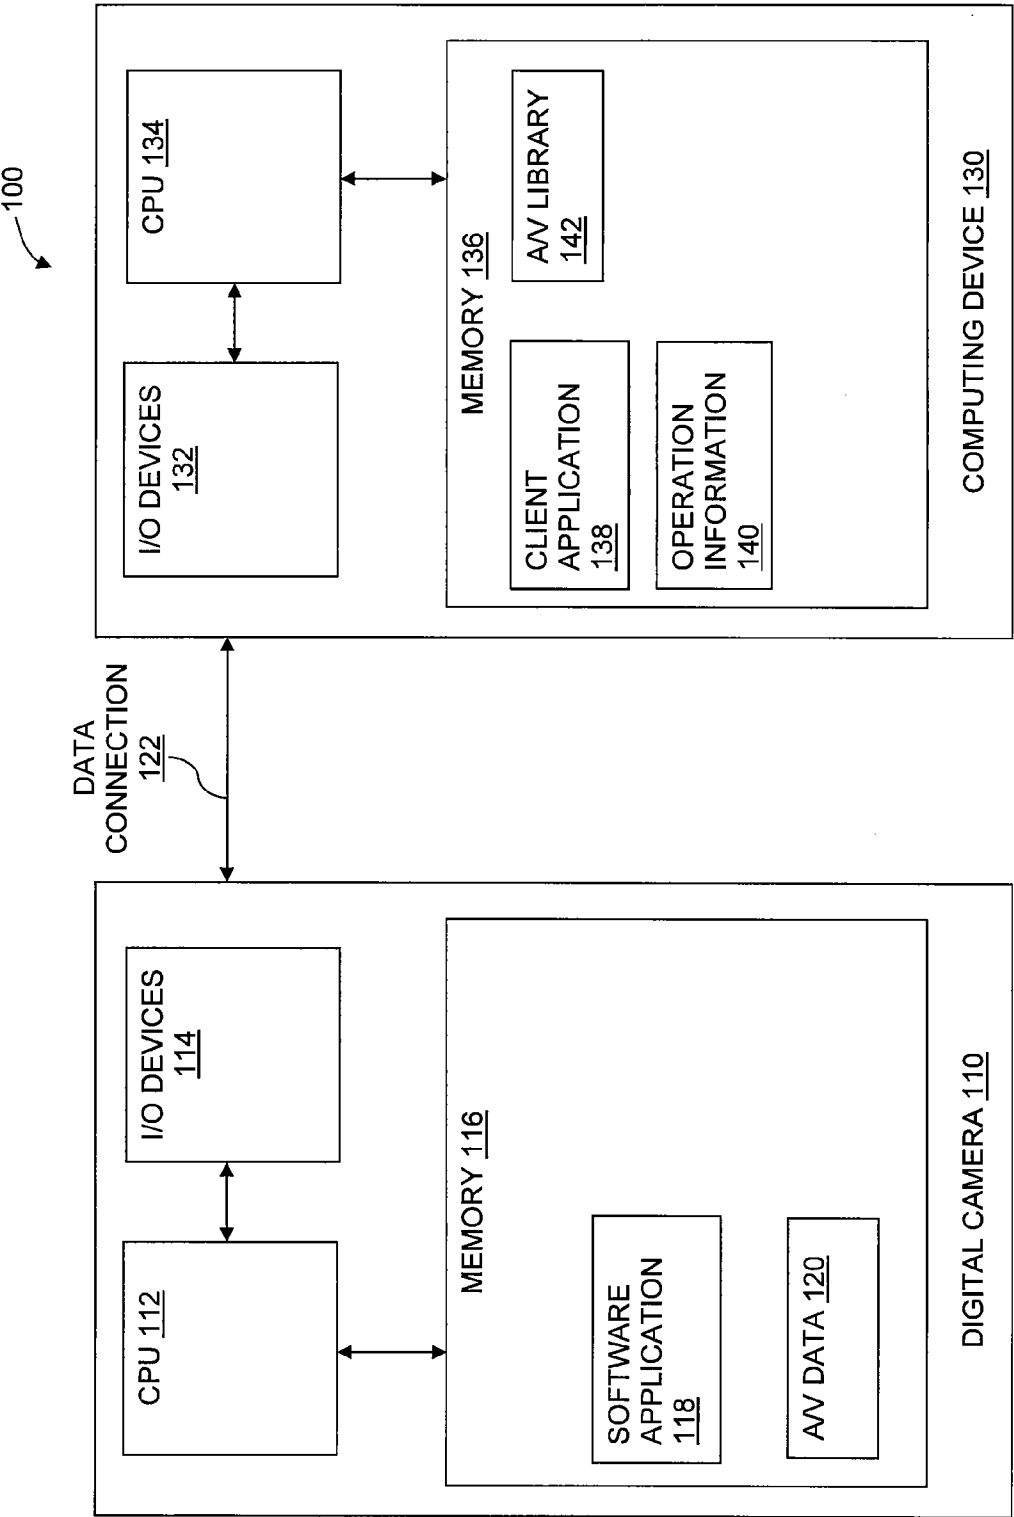 100
CPU 112
I/O DEVICES
114
MEMORY 116
SOFTWARE
APPLICATION
118
A/V DATA 120
DIGITAL CAMERA 110
DATA
CONNECTION
122
I/O DEVICES
132
CPU 134
MEMORY 136
CLIENT
APPLICATION
138
A/V LIBRARY
142
OPERATION
INFORMATION
140
COMPUTING DEVICE 130